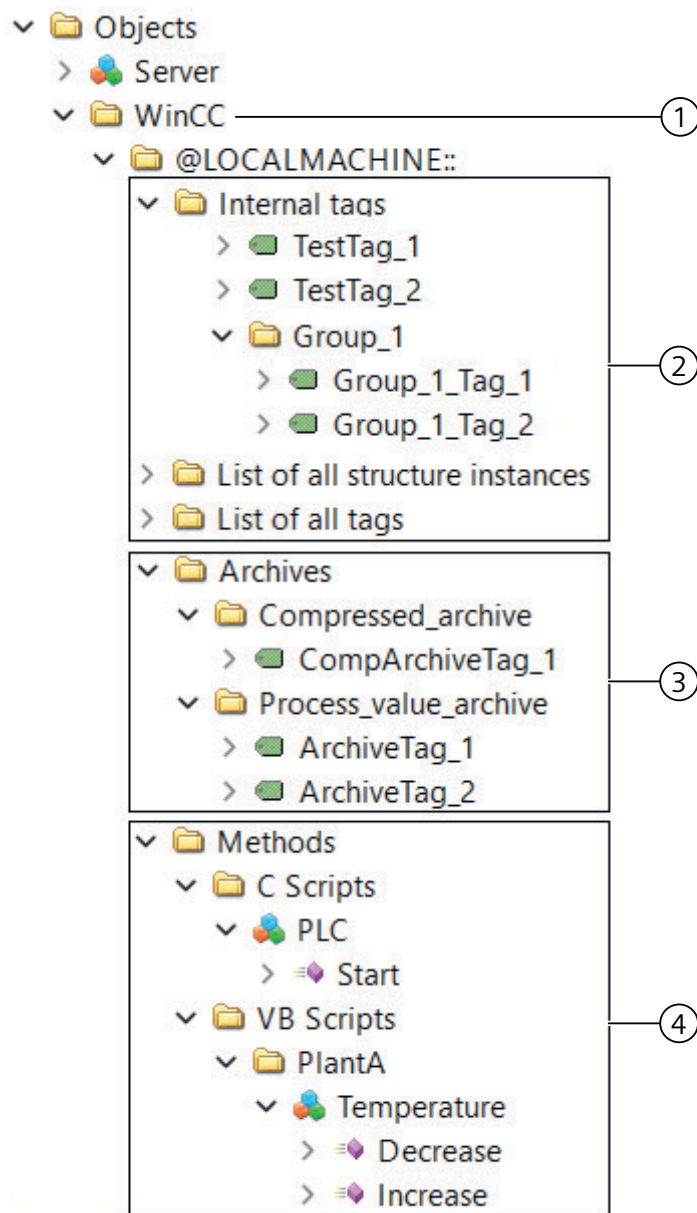 Objects
Server
WinCC
1
@LOCALMACHINE::
Internal tags
TestTag_1
TestTag_2
Group_1
2
Group_1_Tag_1
Group_1_Tag_2
List of all structure instances
List of all tags
Archives
Compressed_archive
CompArchiveTag_1
3
Process_value_archive
ArchiveTag_1
ArchiveTag_2
Methods
C Scripts
PLC
Start
VB Scripts
4
PlantA
Temperature
Decrease
Increase